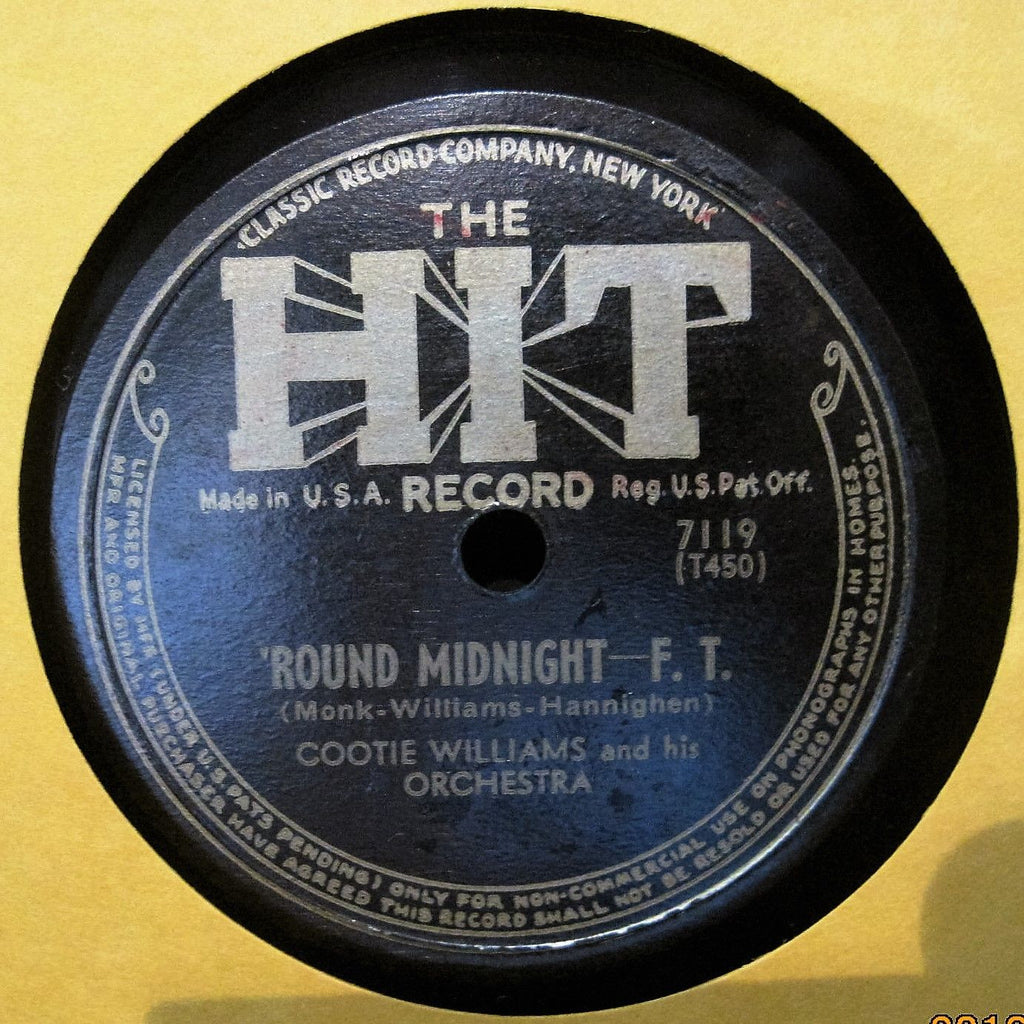 CLASSIC RECORD COMPANY, NEW YORK
THE
HIT
Made in U.S.A. RECORD Reg. U.S. Pat. Off.
7119
(T450)
'ROUND MIDNIGHT—F. T.
(Monk-Williams-Hannighen)
COOTIE WILLIAMS and his
ORCHESTRA
LICENSED BY MFR (UNDER U.S. PATS PENDING) ONLY FOR NON-COMMERCIAL USE ON PHONOGRAPHS IN HOMES.
MFR AND ORIGINAL PURCHASER HAVE AGREED THIS RECORD SHALL NOT BE RESOLD OR USED FOR ANY OTHER PURPOSE.